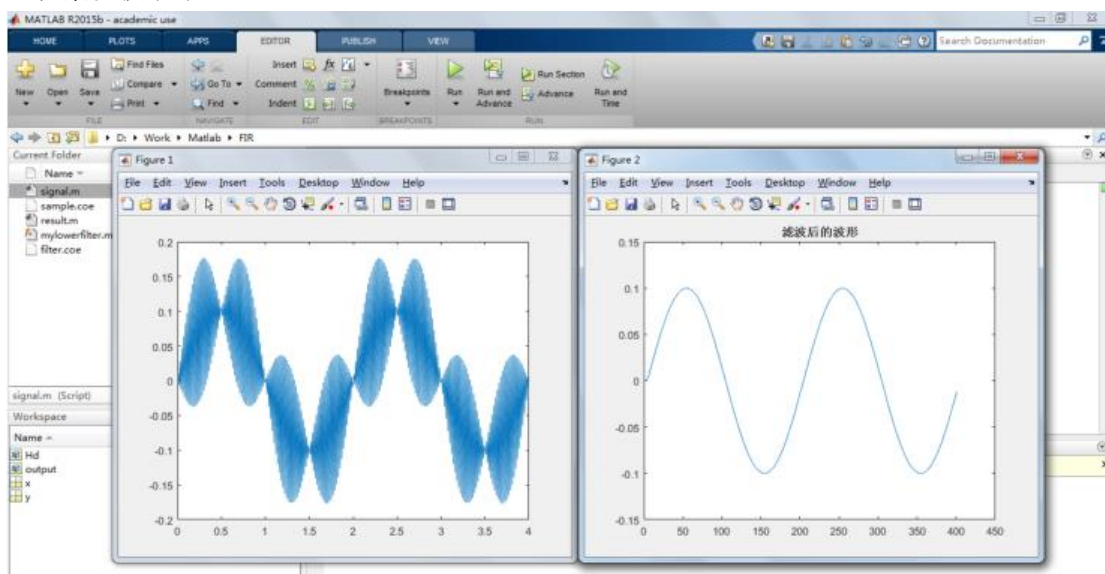 MATLAB R2015b - academic use
HOME PLOTS APPS EDITOR PUBLISH VIEW
Search Documentation
New Open Save
Find Files
Compare
Print
Go To
Find
Insert fx
Comment
Indent
Breakpoints
Run
Run and Advance
Run Section
Advance
Run and Time
FILE NAVIGATE EDIT BREAKPOINTS RUN
D: Work Matlab FIR
Current Folder
Name
signal.m
sample.coe
result.m
mylowerfilter.m
filter.coe
signal.m (Script)
Workspace
Name
Hd
output
x
y
Figure 1
File Edit View Insert Tools Desktop Window Help
0.2
0.15
0.1
0.05
0
-0.05
-0.1
-0.15
-0.2
0 0.5 1 1.5 2 2.5 3 3.5 4
Figure 2
File Edit View Insert Tools Desktop Window Help
滤波后的波形
0.15
0.1
0.05
0
-0.05
-0.1
-0.15
0 50 100 150 200 250 300 350 400 450